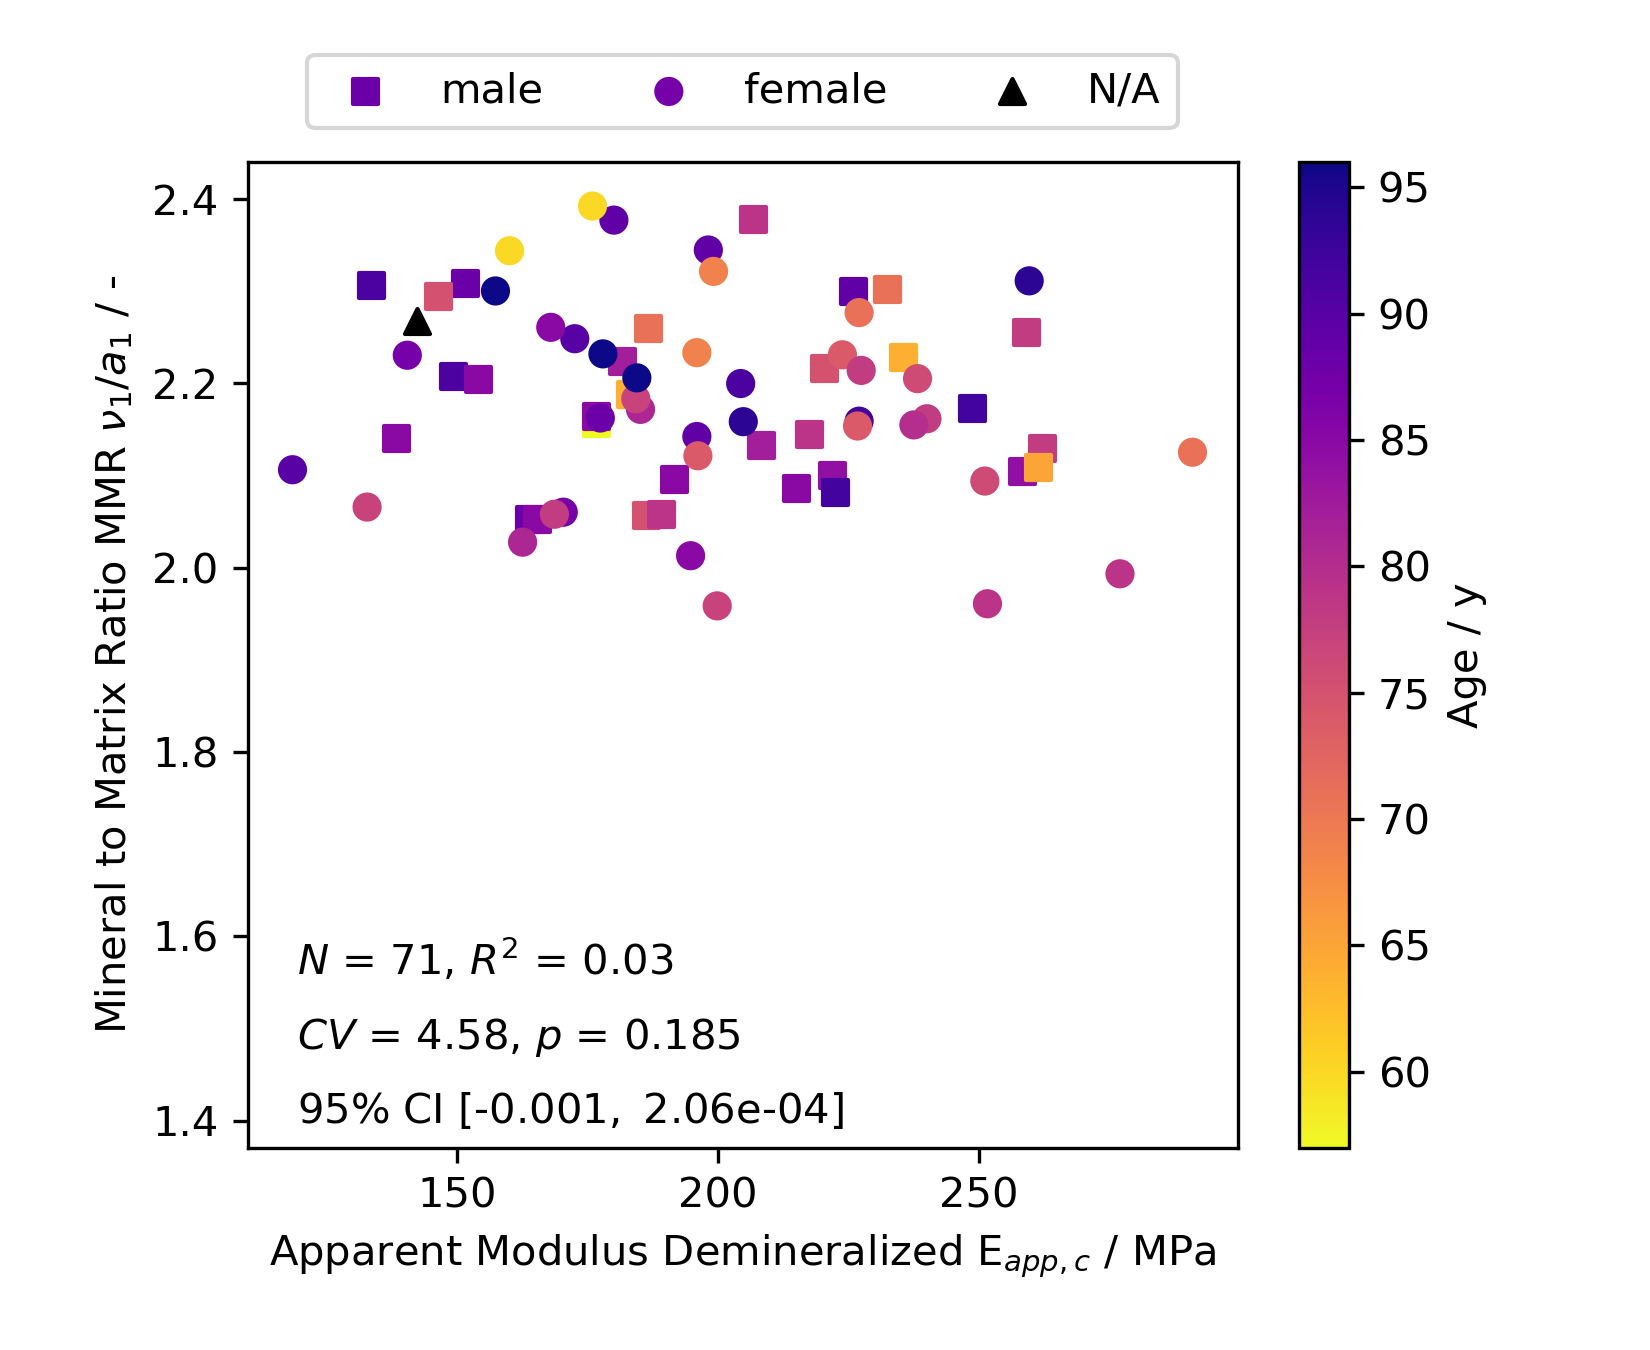 male female N/A
2.4
2.2
2.0
1.8
1.6
1.4
Mineral to Matrix Ratio MMR ν₁/a₁ / -
N = 71, R² = 0.03
CV = 4.58, p = 0.185
95% CI [-0.001, 2.06e-04]
150 200 250
Apparent Modulus Demineralized E_app,c / MPa
95
90
85
80
75
70
65
60
Age / y